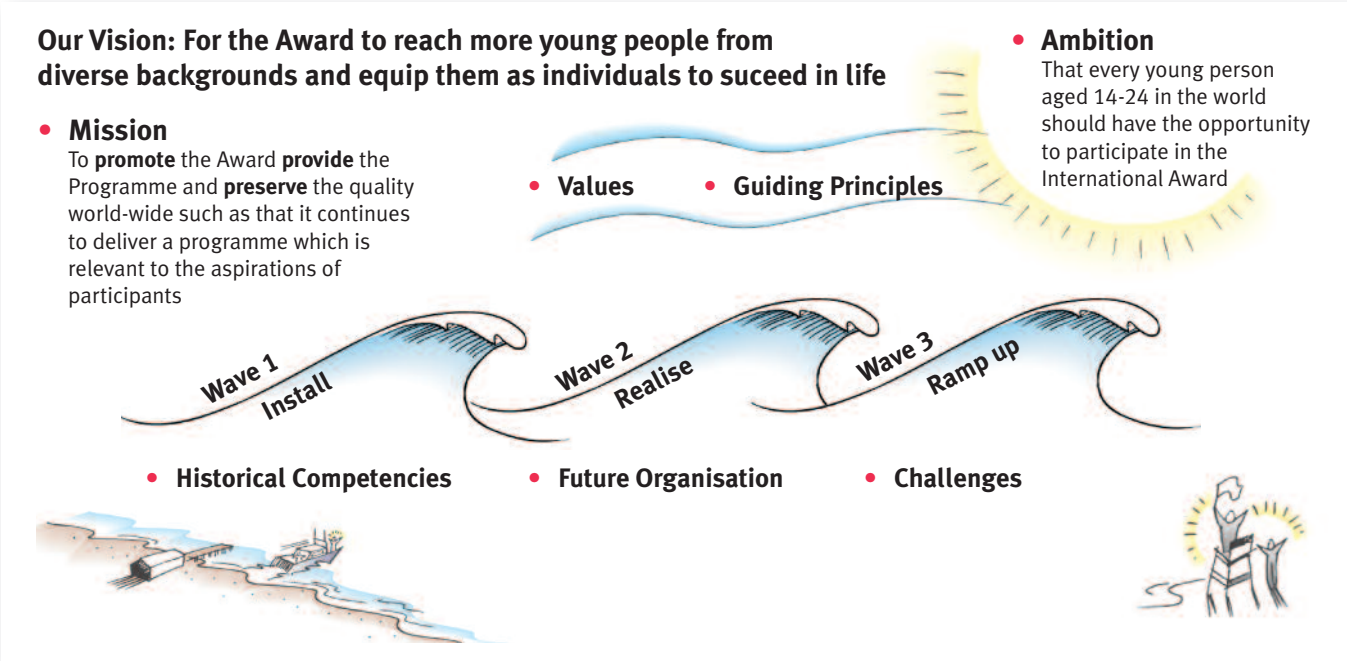 Our Vision: For the Award to reach more young people from
diverse backgrounds and equip them as individuals to suceed in life
• Mission
To promote the Award provide the
Programme and preserve the quality
world-wide such as that it continues
to deliver a programme which is
relevant to the aspirations of
participants
• Values
• Guiding Principles
• Ambition
That every young person
aged 14-24 in the world
should have the opportunity
to participate in the
International Award
Wave 1
Install
Wave 2
Realise
Wave 3
Ramp up
• Historical Competencies
• Future Organisation
• Challenges